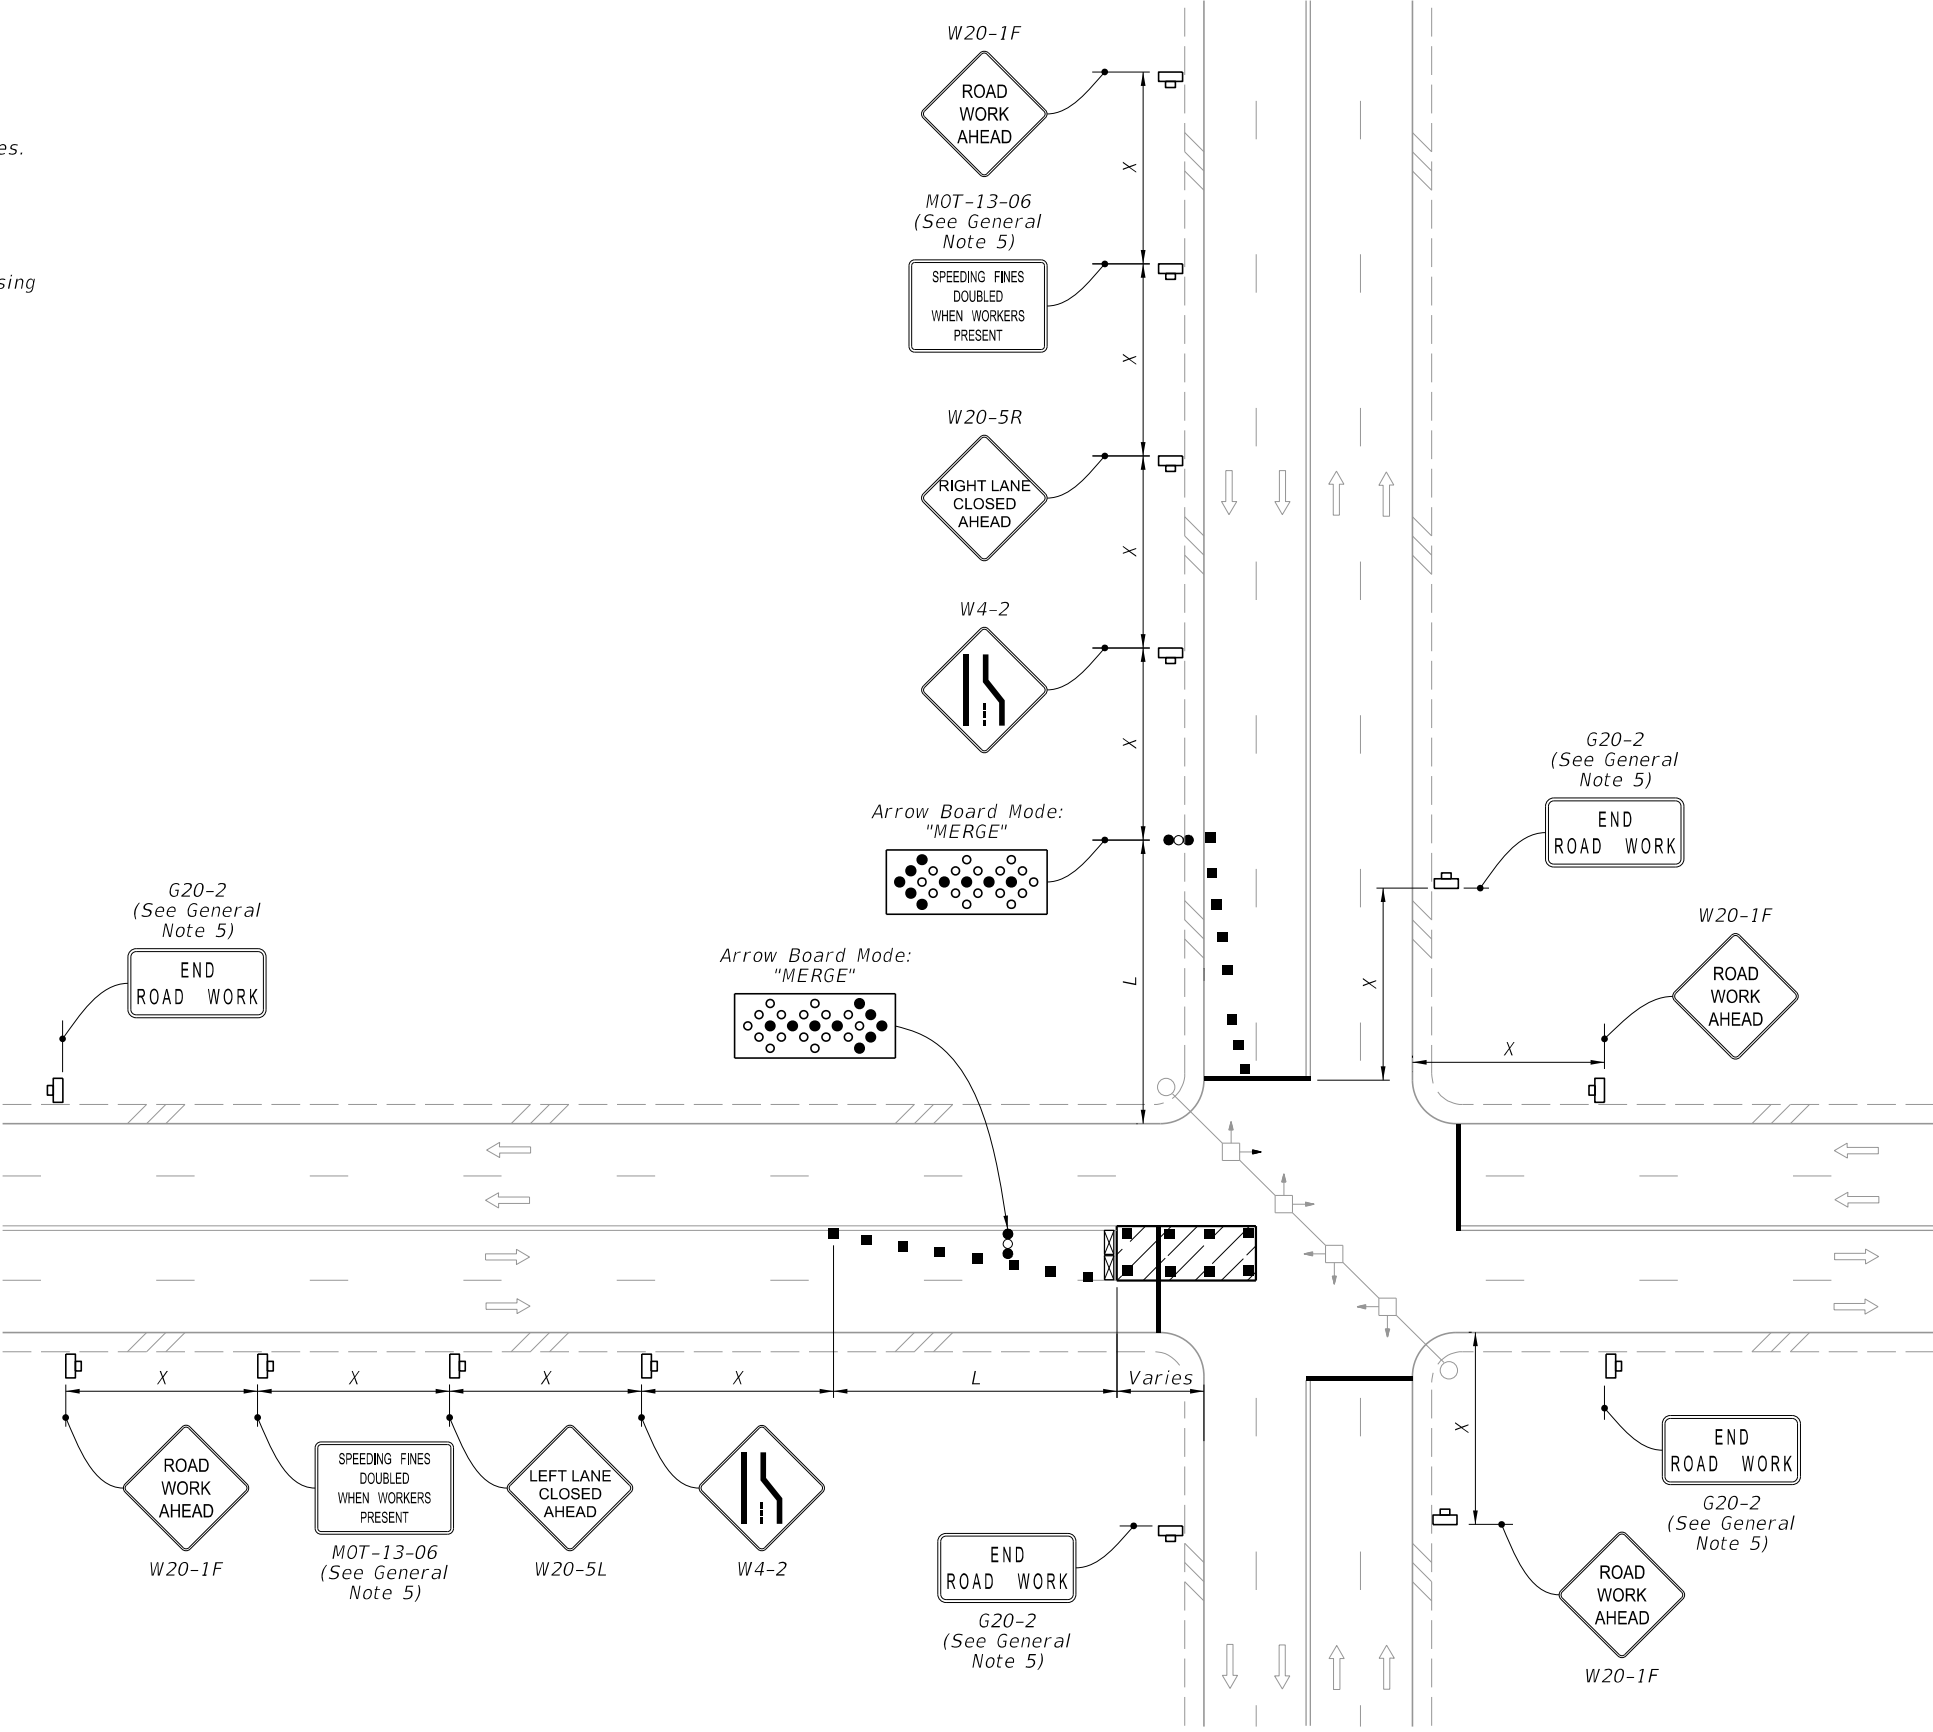 W20-1F
ROAD
WORK
AHEAD
X
es.
MOT-13-06
(See General
Note 5)
SPEEDING FINES
DOUBLED
WHEN WORKERS
PRESENT
sing
X
W20-5R
RIGHT LANE
CLOSED
AHEAD
X
W4-2
X
Arrow Board Mode:
"MERGE"
L
G20-2
(See General
Note 5)
END
ROAD WORK
X
W20-1F
ROAD
WORK
AHEAD
X
G20-2
(See General
Note 5)
END
ROAD WORK
Arrow Board Mode:
"MERGE"
X
X
X
X
L
Varies
ROAD
WORK
AHEAD
W20-1F
SPEEDING FINES
DOUBLED
WHEN WORKERS
PRESENT
MOT-13-06
(See General
Note 5)
LEFT LANE
CLOSED
AHEAD
W20-5L
W4-2
END
ROAD WORK
G20-2
(See General
Note 5)
X
END
ROAD WORK
G20-2
(See General
Note 5)
ROAD
WORK
AHEAD
W20-1F